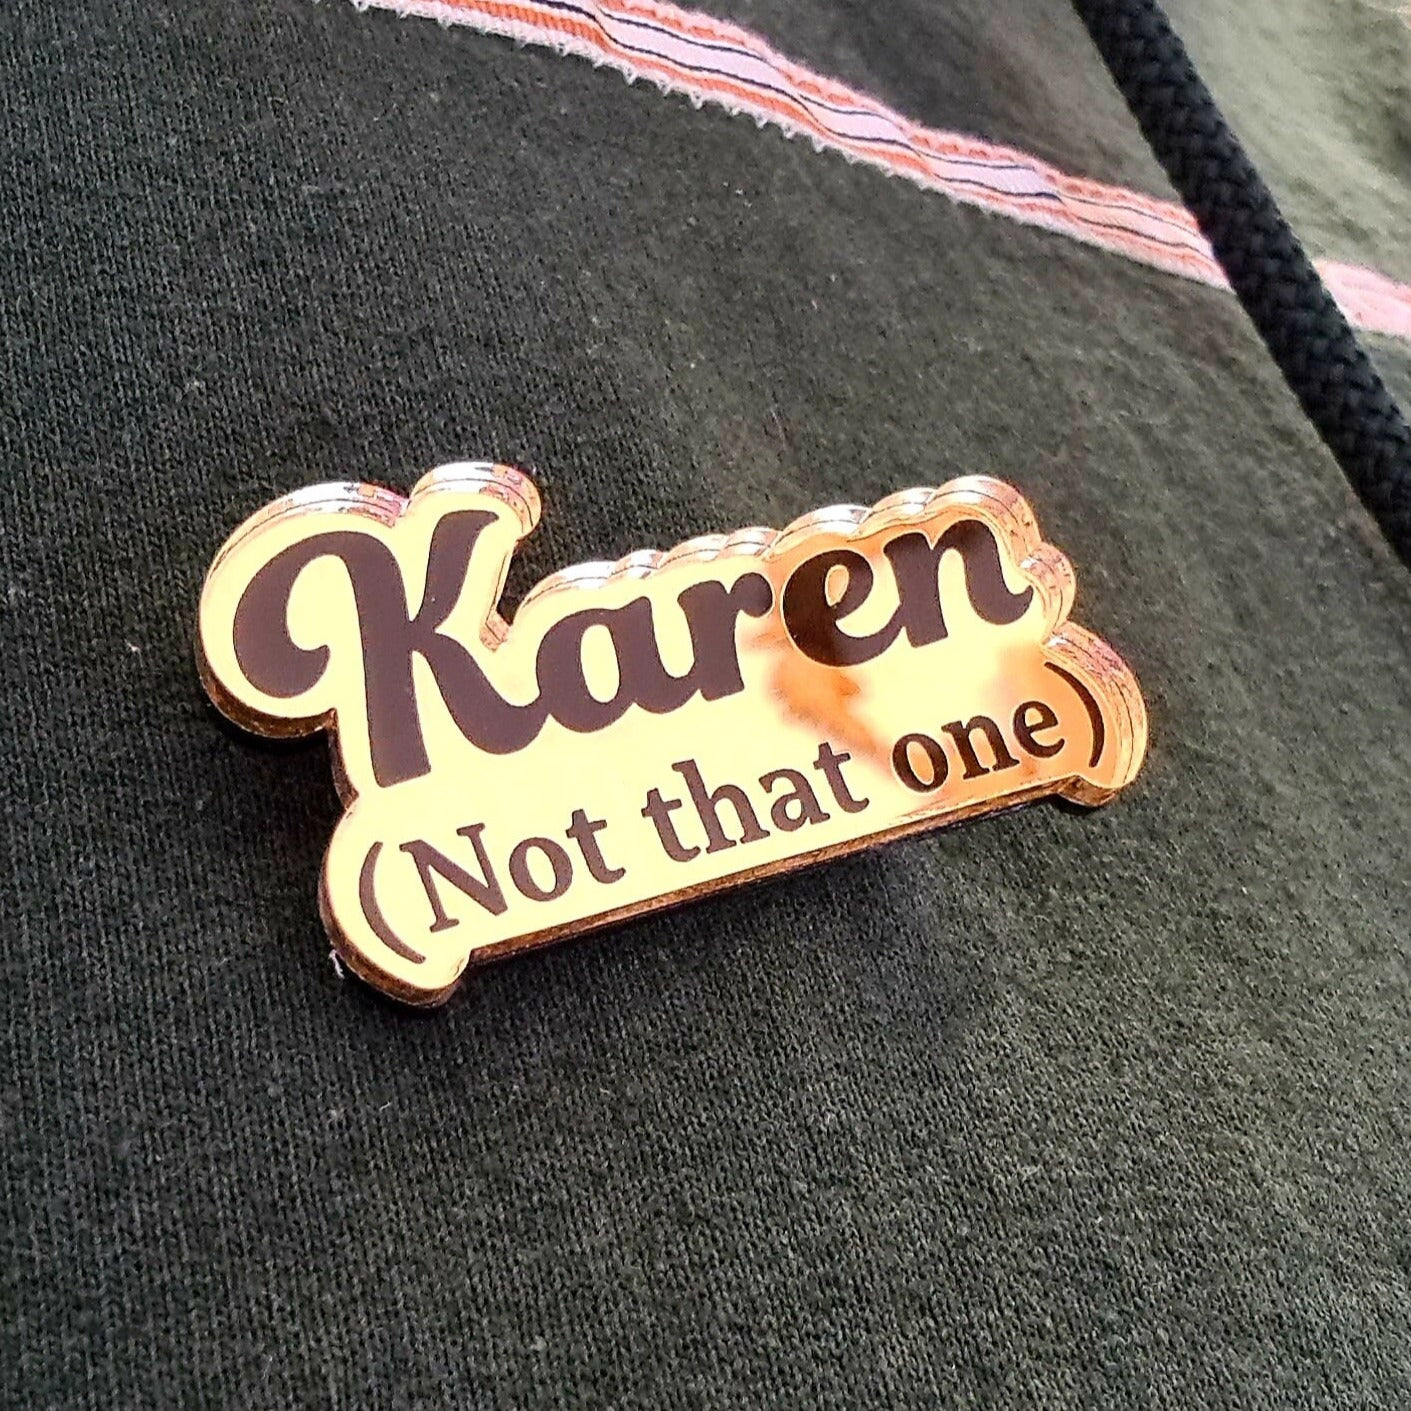 Karen
(Not that one)